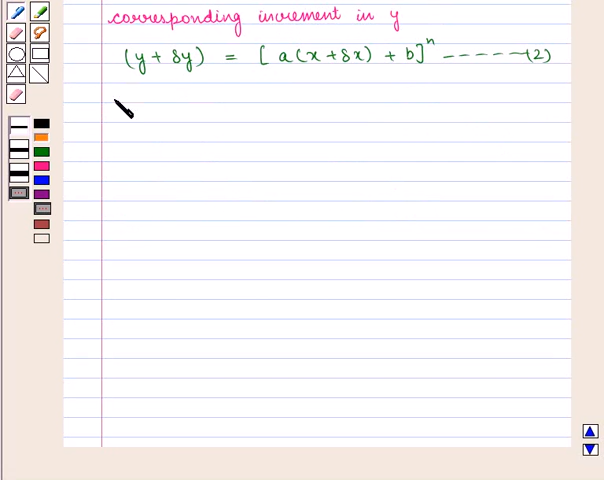 corresponding increment in y
(y + δy) = [ a(x + δx) + b]ⁿ -------(2)